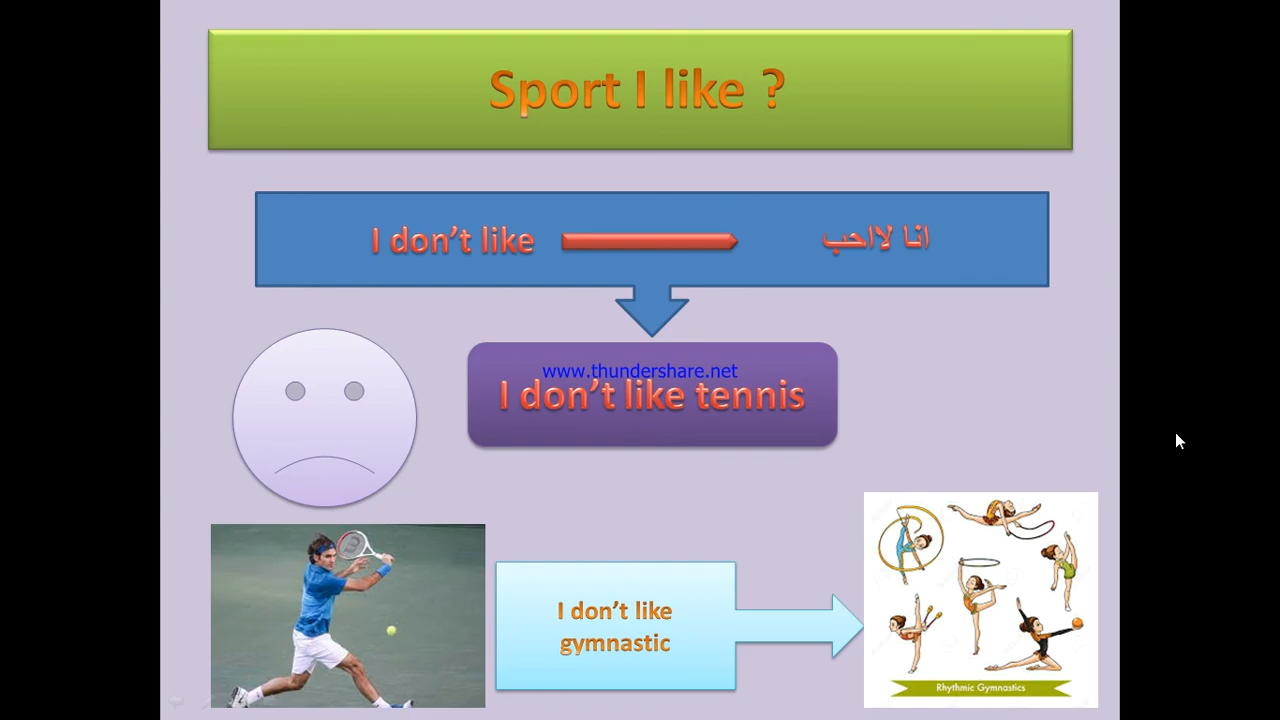 Sport I like ?
I don't like
انا لااحب
www.thundershare.net
I don't like tennis
I don't like
gymnastic
Rhythmic Gymnastics